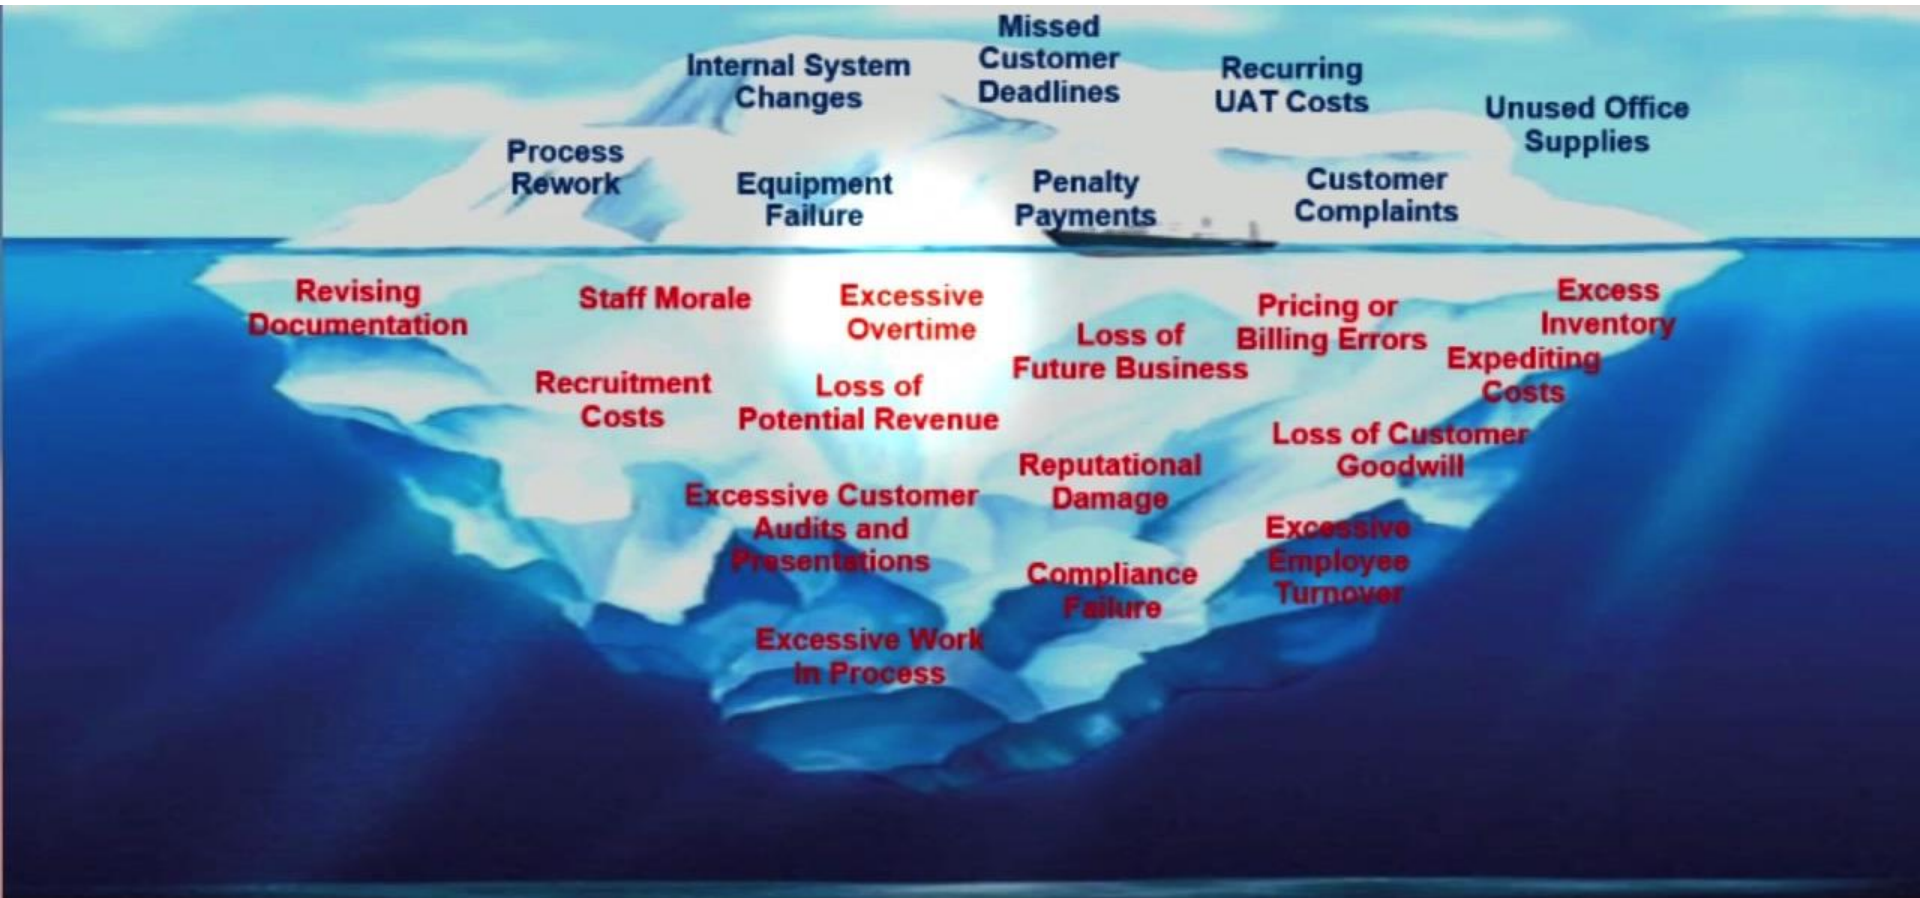 Missed
Customer
Deadlines
Internal System
Changes
Recurring
UAT Costs
Unused Office
Supplies
Process
Rework
Equipment
Failure
Penalty
Payments
Customer
Complaints
Revising
Documentation
Staff Morale
Excessive
Overtime
Loss of
Future Business
Pricing or
Billing Errors
Excess
Inventory
Expediting
Costs
Recruitment
Costs
Loss of
Potential Revenue
Loss of Customer
Goodwill
Reputational
Damage
Excessive Customer
Audits and
Presentations
Excessive
Employee
Turnover
Compliance
Failure
Excessive Work
in Process